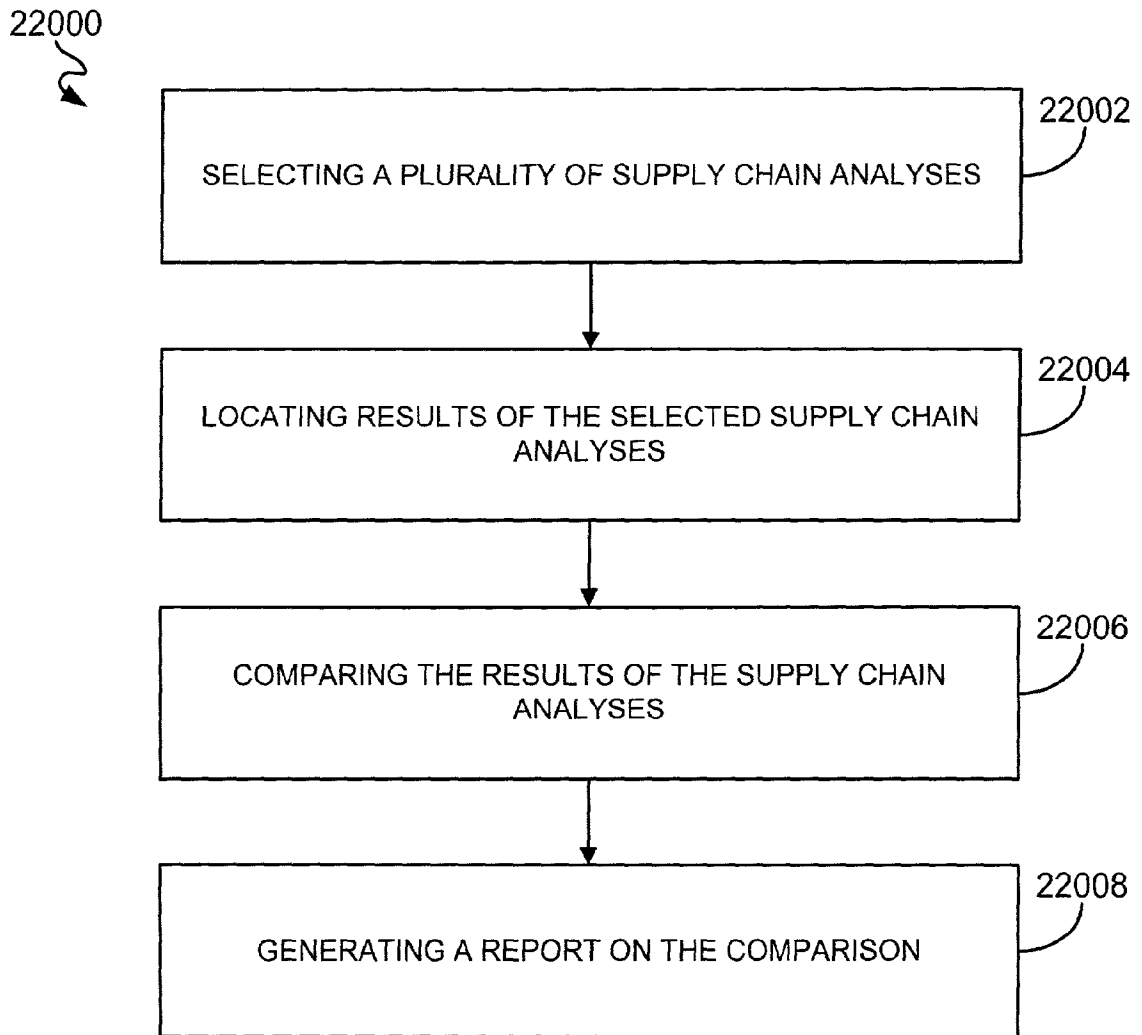 22000
22002
SELECTING A PLURALITY OF SUPPLY CHAIN ANALYSES
22004
LOCATING RESULTS OF THE SELECTED SUPPLY CHAIN
ANALYSES
22006
COMPARING THE RESULTS OF THE SUPPLY CHAIN
ANALYSES
22008
GENERATING A REPORT ON THE COMPARISON